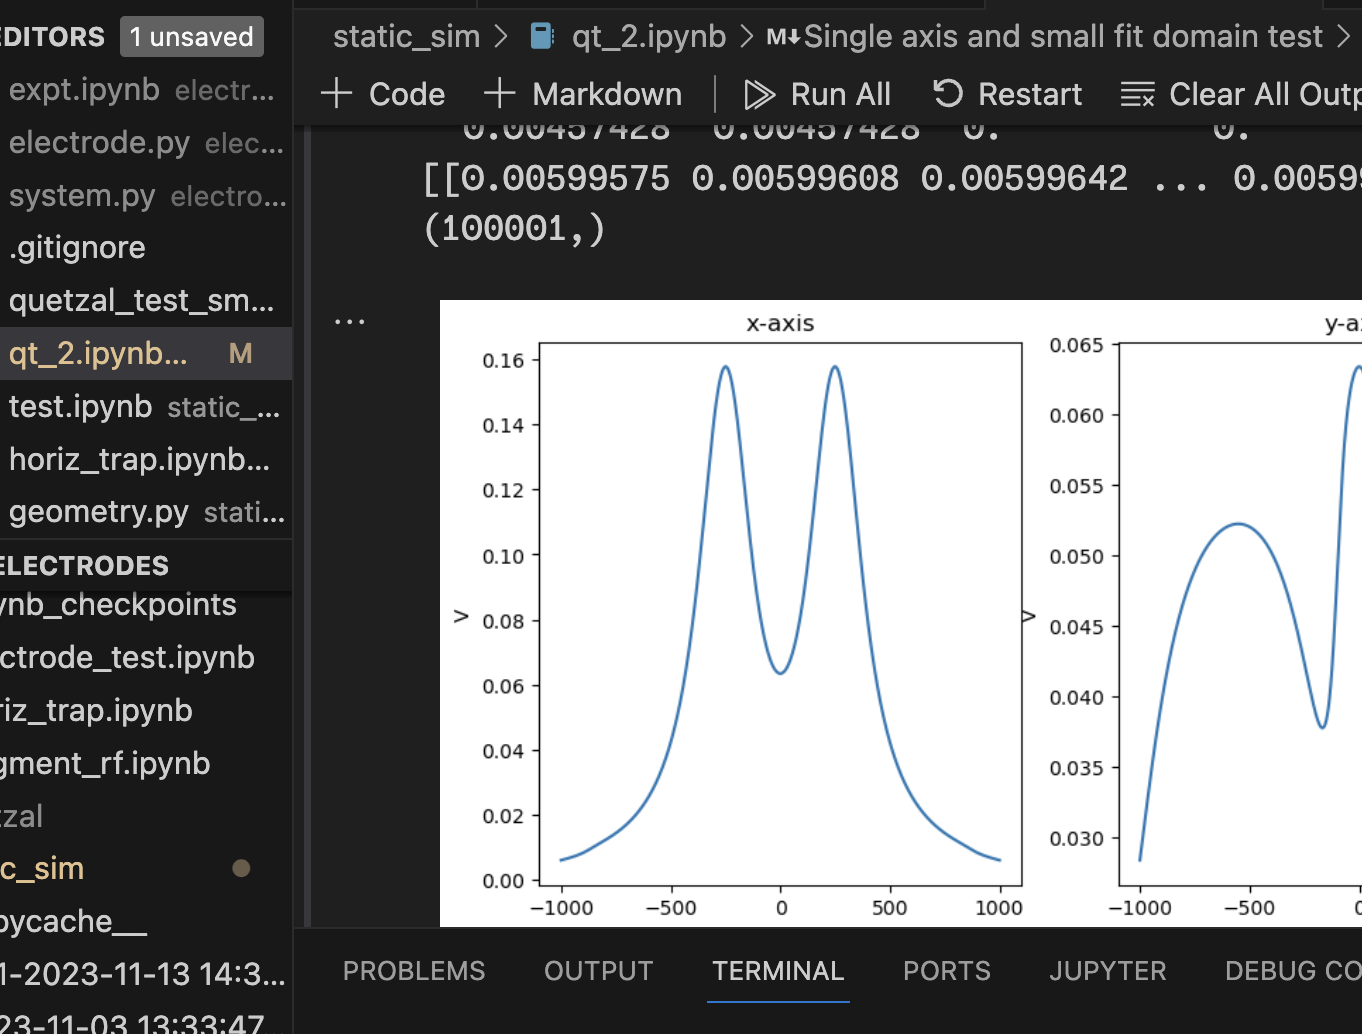 EDITORS 1 unsaved
expt.ipynb electr...
electrode.py elec...
system.py electro...
.gitignore
quetzal_test_sm...
qt_2.ipynb... M
test.ipynb static_...
horiz_trap.ipynb...
geometry.py stati...
ELECTRODES
ynb_checkpoints
ctrode_test.ipynb
riz_trap.ipynb
gment_rf.ipynb
tzal
c_sim
pycache__
1-2023-11-13 14:3...
23-11-03 13:33:47
static_sim > qt_2.ipynb > M↓Single axis and small fit domain test >
+ Code + Markdown | Run All Restart Clear All Outp
0.00457428 0.00457428 0. 0.
[[0.00599575 0.00599608 0.00599642 ... 0.0059
(100001,)
...
x-axis
0.16
0.14
0.12
0.10
0.08
0.06
0.04
0.02
0.00
V
−1000 −500 0 500 1000
y-a
0.065
0.060
0.055
0.050
0.045
0.040
0.035
0.030
V
−1000 −500
PROBLEMS OUTPUT TERMINAL PORTS JUPYTER DEBUG CO